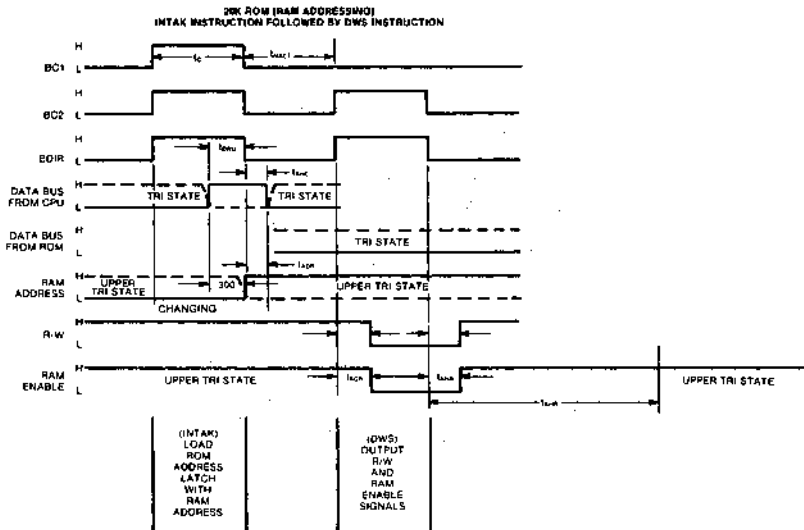 20K ROM (RAM ADDRESSING)
INTAK INSTRUCTION FOLLOWED BY DWS INSTRUCTION
BC1 H L
BC2 H L
BDIR H L
DATA BUS
FROM CPU
H L
TRI STATE
TRI STATE
DATA BUS
FROM ROM
H L
TRI STATE
RAM
ADDRESS
H L
UPPER
TRI STATE
300
UPPER TRI STATE
CHANGING
R/W H L
RAM
ENABLE
H L
UPPER TRI STATE
UPPER TRI STATE
(INTAK)
LOAD
ROM
ADDRESS
LATCH
WITH
RAM
ADDRESS
(DWS)
OUTPUT
R/W
AND
RAM
ENABLE
SIGNALS